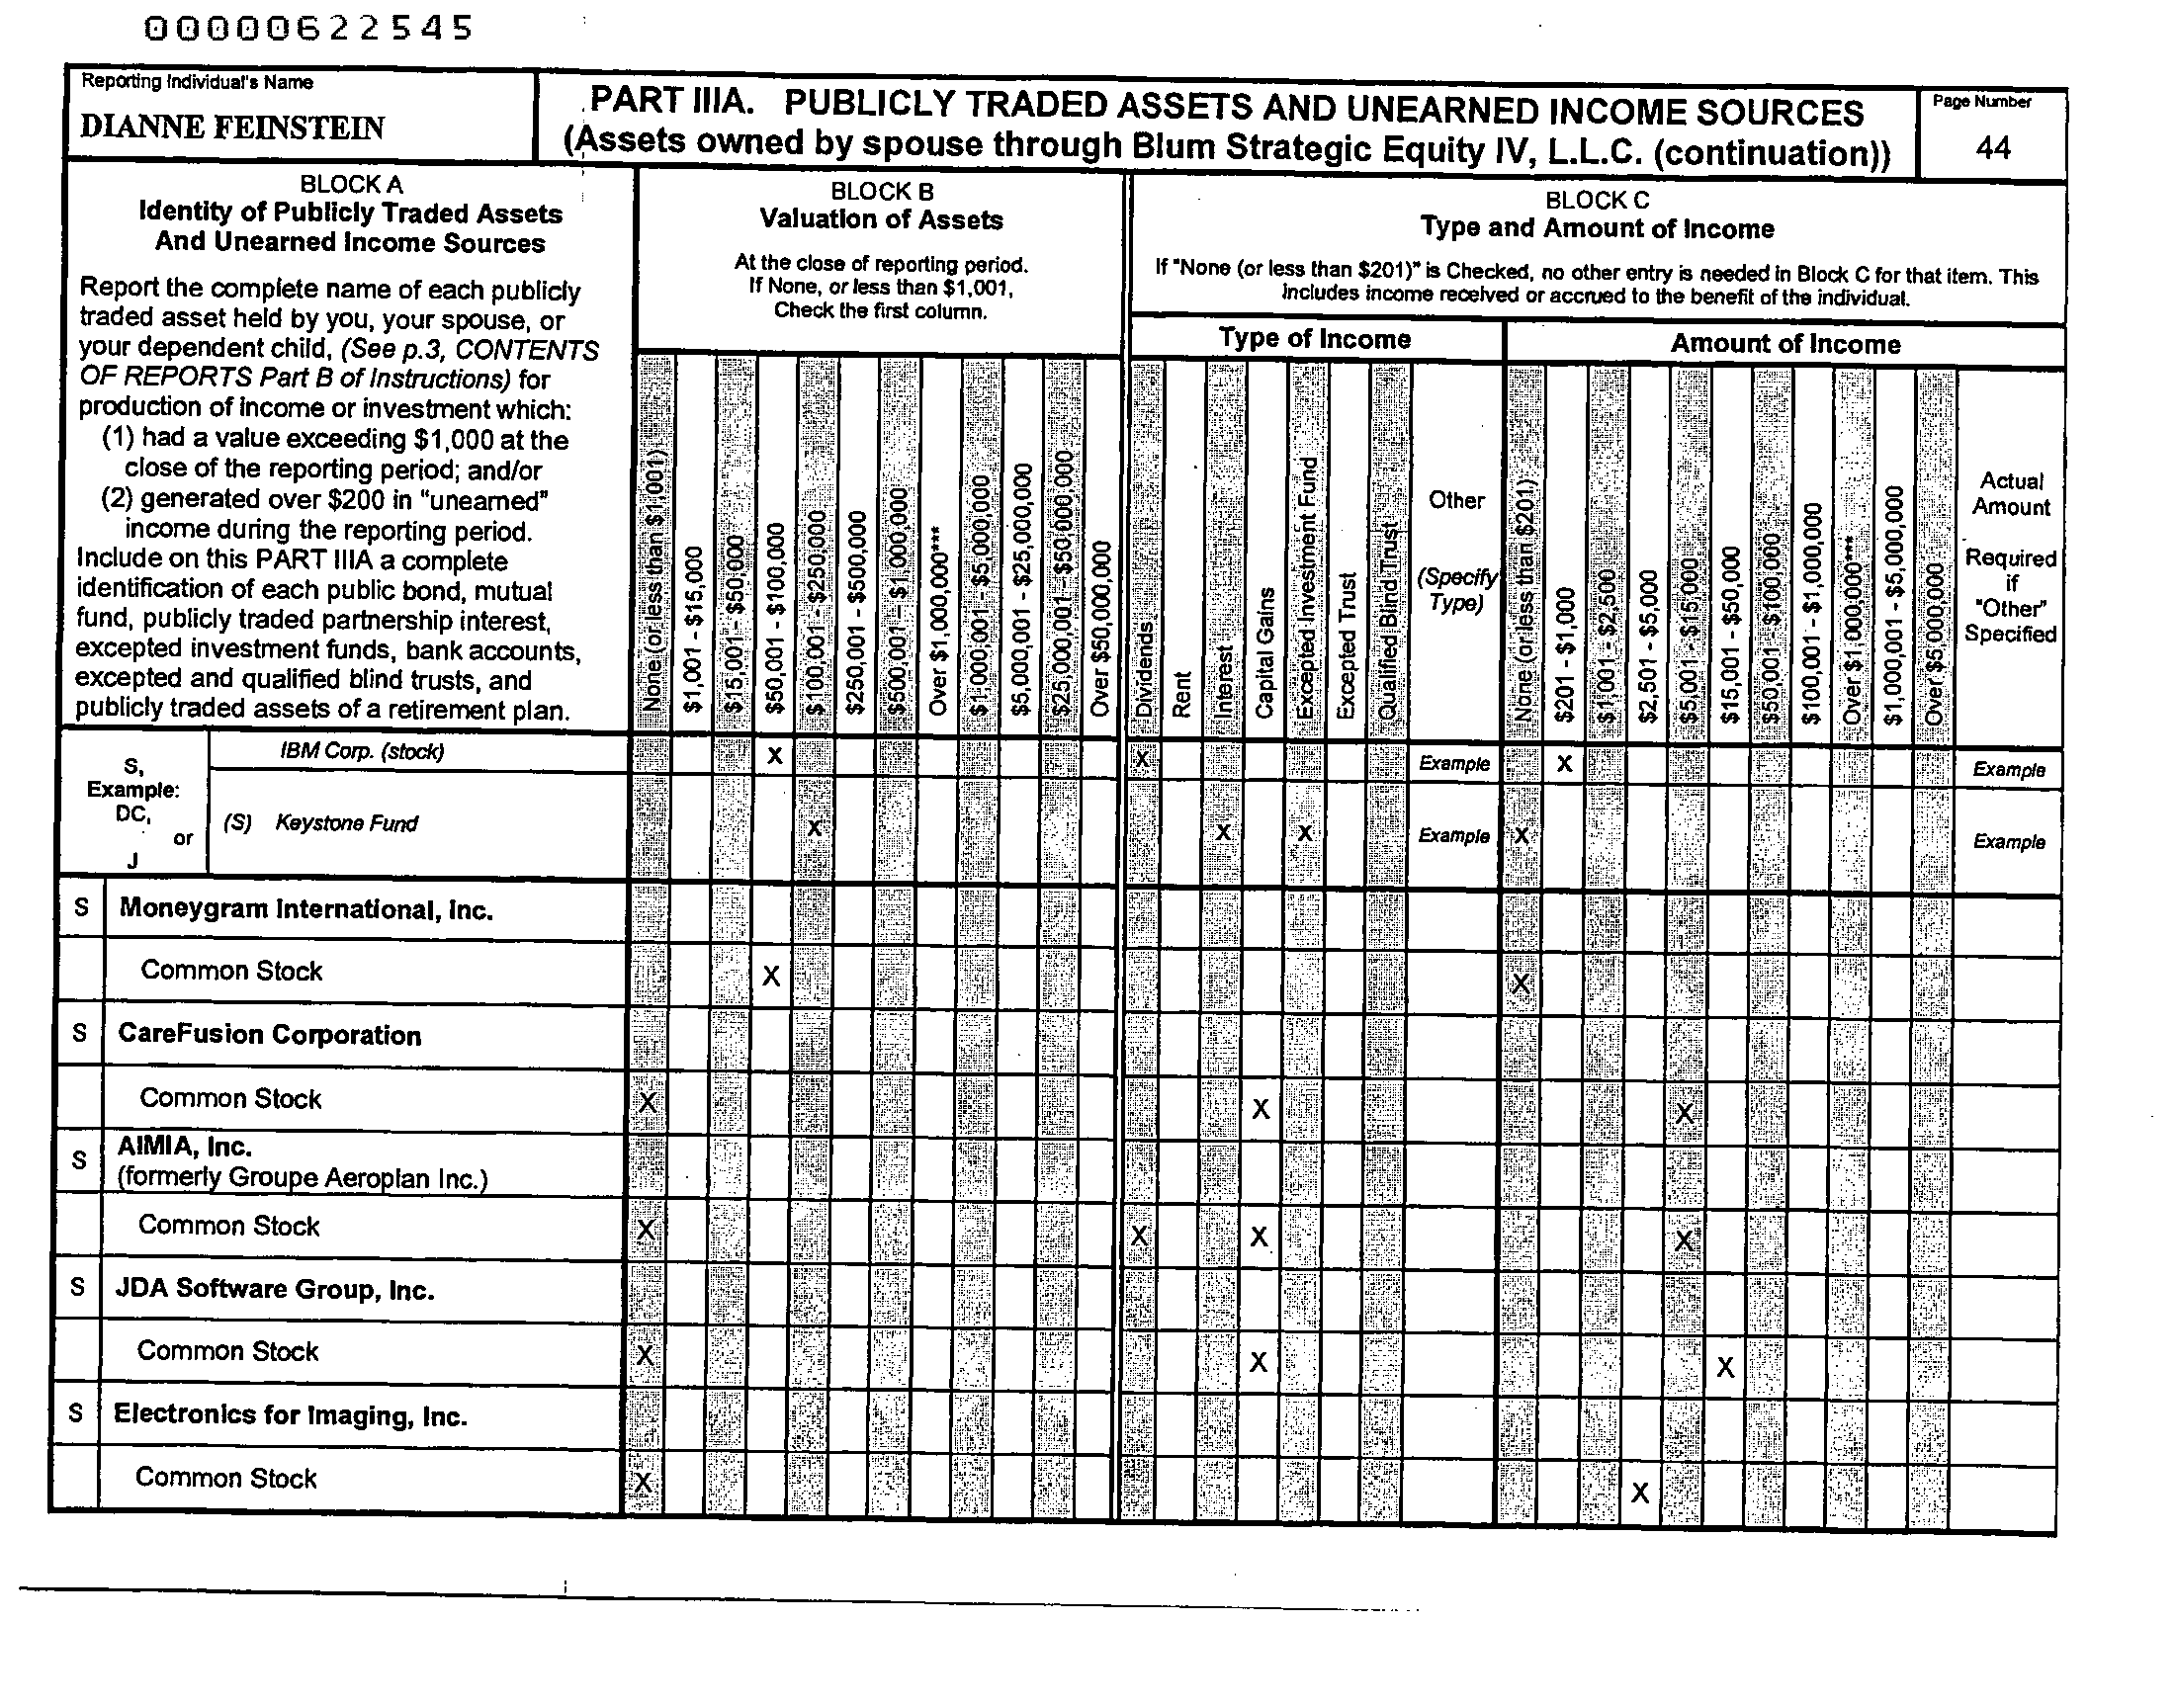 00000622545
Reporting Individual's Name
DIANNE FEINSTEIN
PART IIIA. PUBLICLY TRADED ASSETS AND UNEARNED INCOME SOURCES
(Assets owned by spouse through Blum Strategic Equity IV, L.L.C. (continuation))
Page Number
44
BLOCK A
Identity of Publicly Traded Assets
And Unearned Income Sources
Report the complete name of each publicly
traded asset held by you, your spouse, or
your dependent child, (See p.3, CONTENTS
OF REPORTS Part B of Instructions) for
production of income or investment which:
(1) had a value exceeding $1,000 at the
close of the reporting period; and/or
(2) generated over $200 in "unearned"
income during the reporting period.
Include on this PART IIIA a complete
identification of each public bond, mutual
fund, publicly traded partnership interest,
excepted investment funds, bank accounts,
excepted and qualified blind trusts, and
publicly traded assets of a retirement plan.
BLOCK B
Valuation of Assets
At the close of reporting period.
If None, or less than $1,001,
Check the first column.
None (or less than $1,001)
$1,001 - $15,000
$15,001 - $50,000
$50,001 - $100,000
$100,001 - $250,000
$250,001 - $500,000
$500,001 - $1,000,000
Over $1,000,000***
$1,000,001 - $5,000,000
$5,000,001 - $25,000,000
$25,000,001 - $50,000,000
Over $50,000,000
BLOCK C
Type and Amount of Income
If "None (or less than $201)" is Checked, no other entry is needed in Block C for that item. This
includes income received or accrued to the benefit of the individual.
Type of Income
Dividends
Rent
Interest
Capital Gains
Excepted Investment Fund
Excepted Trust
Qualified Blind Trust
Other
(Specify
Type)
Amount of Income
None (or less than $201)
$201 - $1,000
$1,001 - $2,500
$2,501 - $5,000
$5,001 - $15,000
$15,001 - $50,000
$50,001 - $100,000
$100,001 - $1,000,000
Over $1,000,000***
$1,000,001 - $5,000,000
Over $5,000,000
Actual
Amount
Required
if
"Other"
Specified
S,
Example:
DC,
or
J
IBM Corp. (stock) X X Example X Example
(S) Keystone Fund X X X Example X Example
S Moneygram International, Inc.
Common Stock X X
S CareFusion Corporation
Common Stock X X X
S AIMIA, Inc.
(formerly Groupe Aeroplan Inc.)
Common Stock X X X X
S JDA Software Group, Inc.
Common Stock X X X
S Electronics for Imaging, Inc.
Common Stock X X